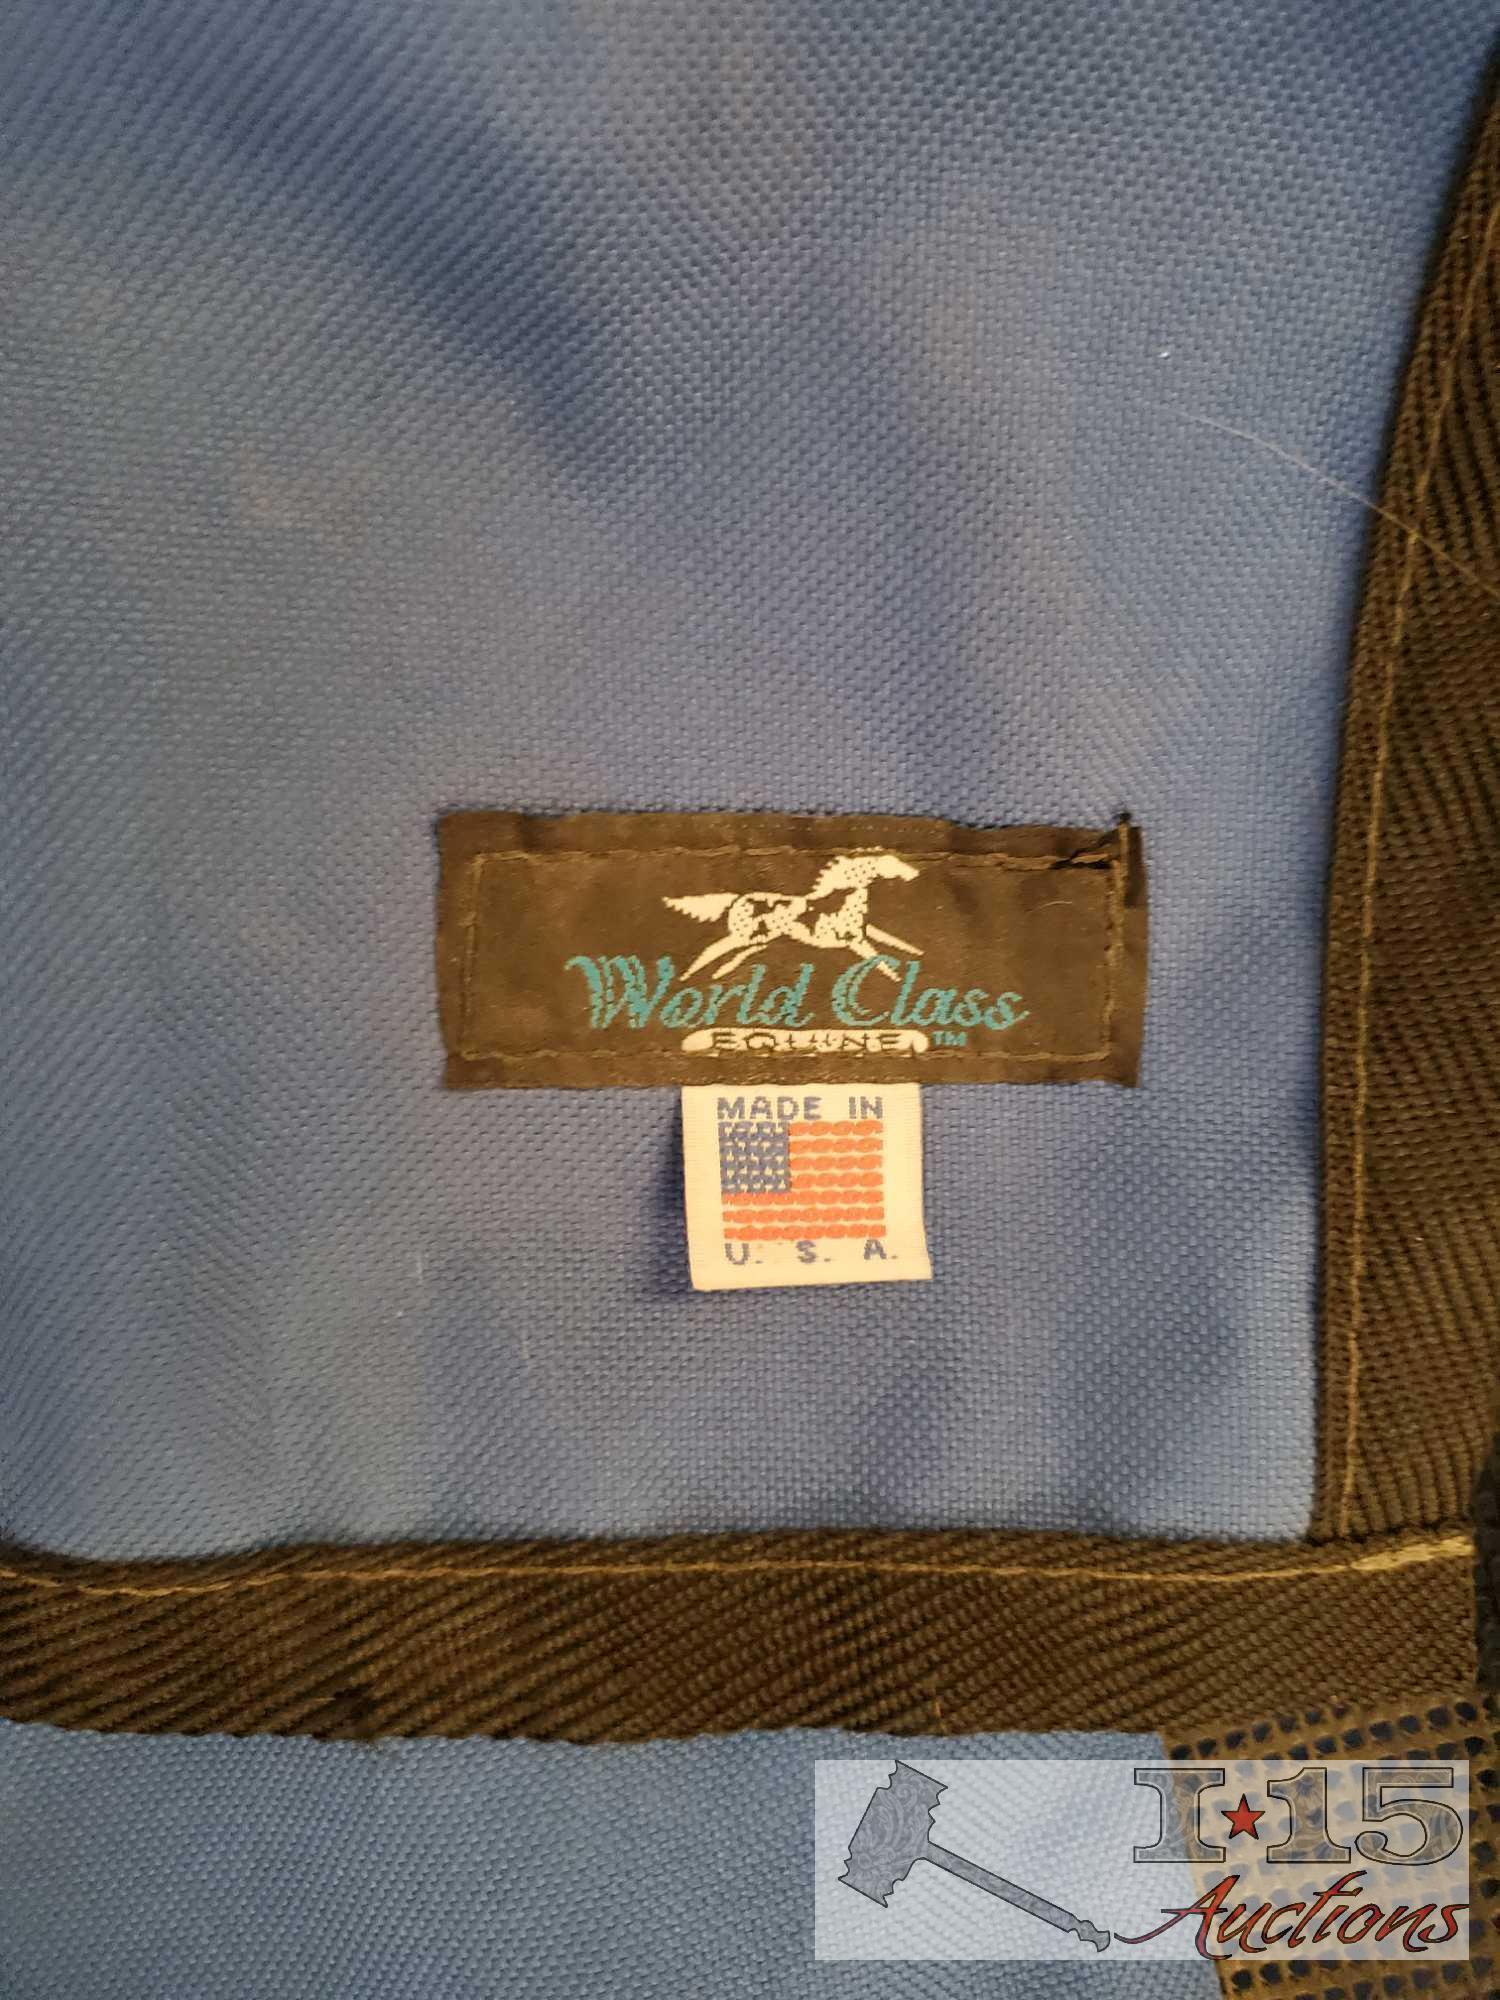 World Class
EQUINE™
MADE IN
U. S. A.
I★15
Auctions